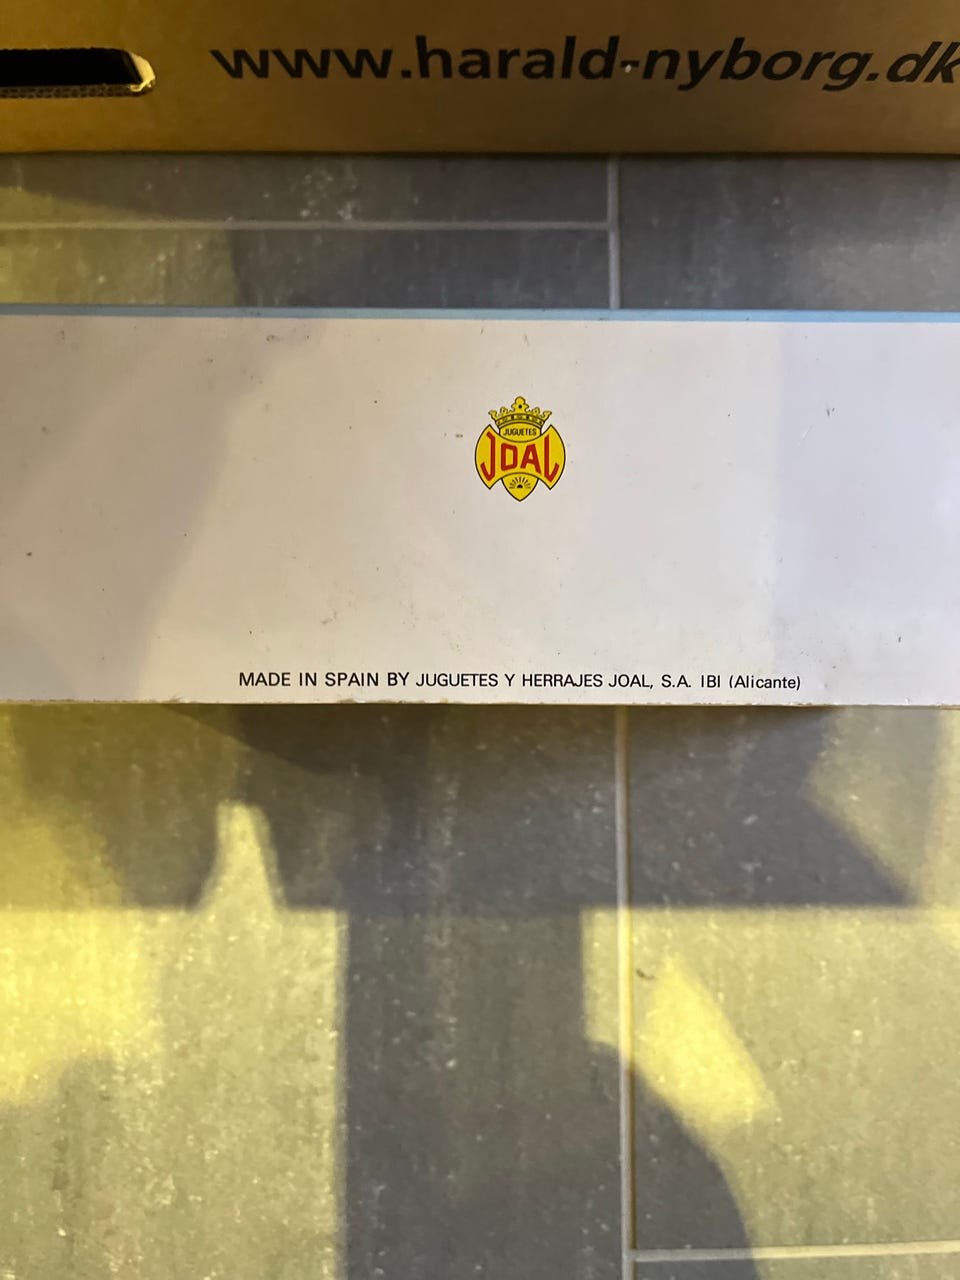 www.harald-nyborg.dk
JUGUETES
JOAL
MADE IN SPAIN BY JUGUETES Y HERRAJES JOAL, S.A. IBI (Alicante)